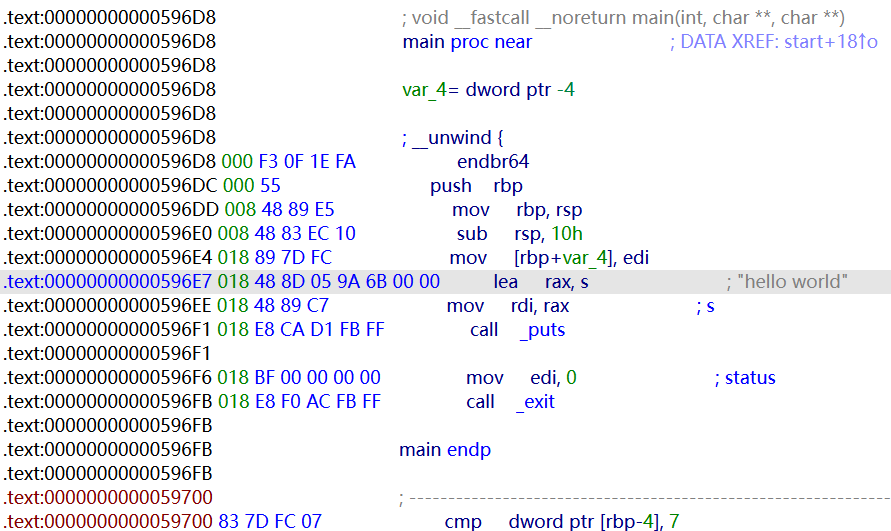 .text:00000000000596D8 ; void __fastcall __noreturn main(int, char **, char **)
.text:00000000000596D8 main proc near ; DATA XREF: start+18↑o
.text:00000000000596D8
.text:00000000000596D8 var_4= dword ptr -4
.text:00000000000596D8
.text:00000000000596D8 ; __unwind {
.text:00000000000596D8 000 F3 0F 1E FA endbr64
.text:00000000000596DC 000 55 push rbp
.text:00000000000596DD 008 48 89 E5 mov rbp, rsp
.text:00000000000596E0 008 48 83 EC 10 sub rsp, 10h
.text:00000000000596E4 018 89 7D FC mov [rbp+var_4], edi
.text:00000000000596E7 018 48 8D 05 9A 6B 00 00 lea rax, s ; "hello world"
.text:00000000000596EE 018 48 89 C7 mov rdi, rax ; s
.text:00000000000596F1 018 E8 CA D1 FB FF call _puts
.text:00000000000596F1
.text:00000000000596F6 018 BF 00 00 00 00 mov edi, 0 ; status
.text:00000000000596FB 018 E8 F0 AC FB FF call _exit
.text:00000000000596FB
.text:00000000000596FB main endp
.text:00000000000596FB
.text:0000000000059700 ; ---------------------------------------------------------------
.text:0000000000059700 83 7D FC 07 cmp dword ptr [rbp-4], 7